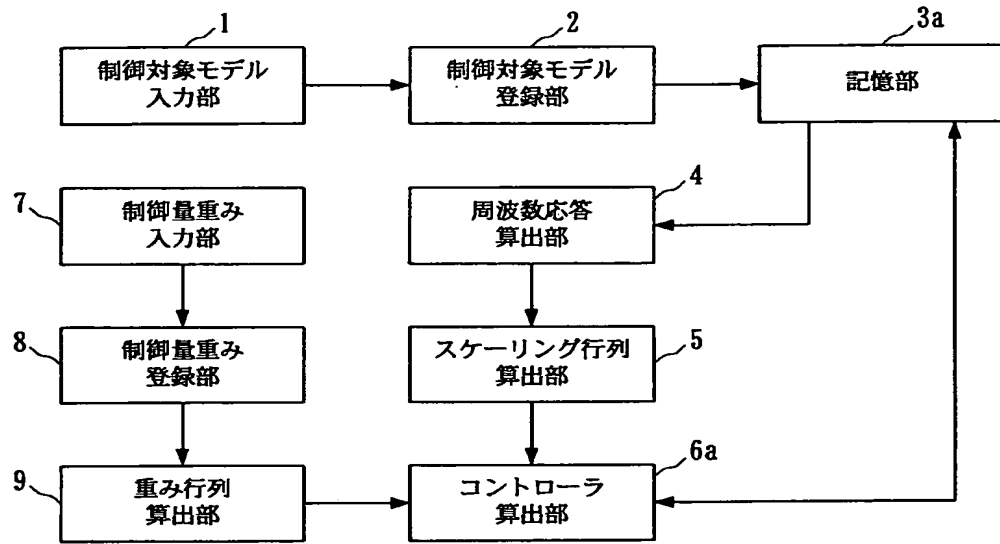 1
制御対象モデル
入力部
2
制御対象モデル
登録部
3a
記憶部
7
制御量重み
入力部
4
周波数応答
算出部
8
制御量重み
登録部
5
スケーリング行列
算出部
9
重み行列
算出部
6a
コントローラ
算出部